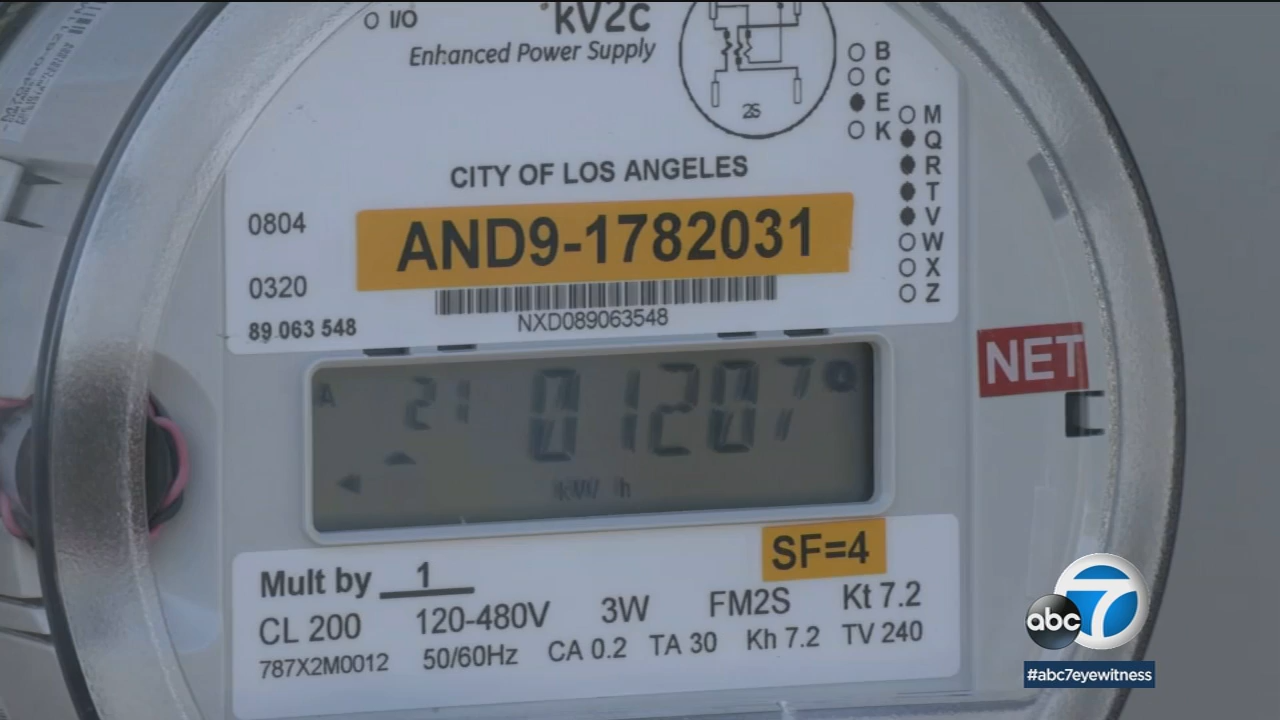 I/O
kV2c
Enhanced Power Supply
2S
B
C
E
K
M
Q
R
T
V
W
X
Z
CITY OF LOS ANGELES
0804
AND9-1782031
0320
NXD089063548
89 063 548
NET
A 21 01207
kW h
SF=4
Mult by 1
CL 200 120-480V 3W FM2S Kt 7.2
787X2M0012 50/60Hz CA 0.2 TA 30 Kh 7.2 TV 240
abc 7
#abc7eyewitness